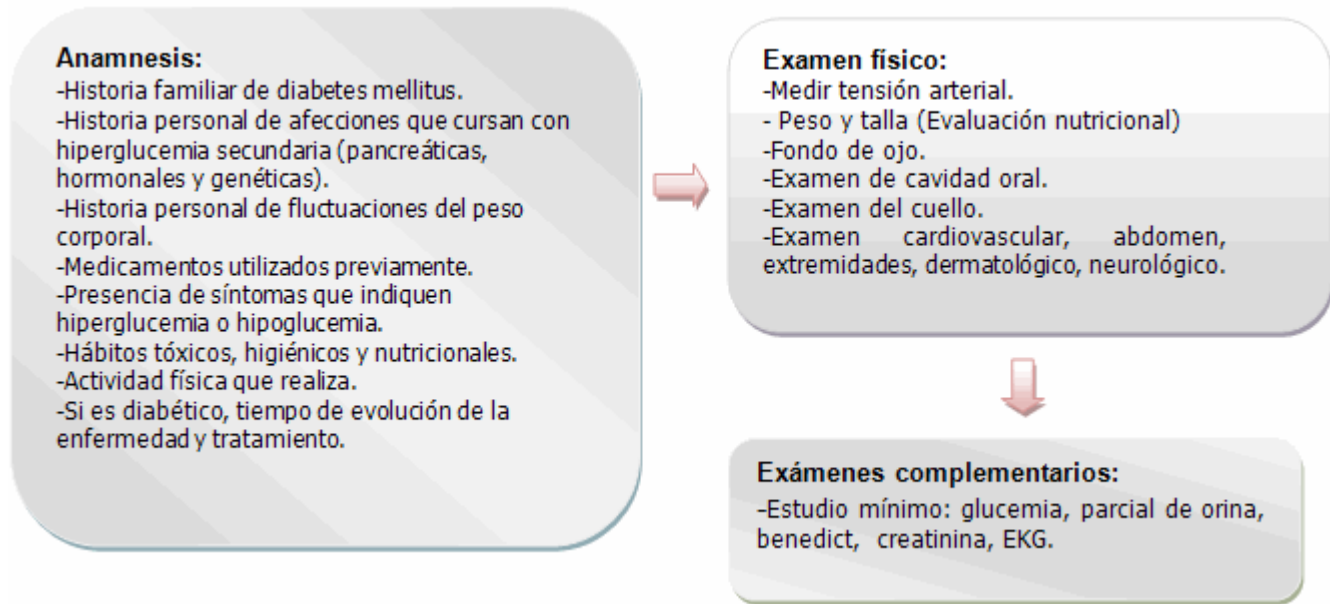 Anamnesis:
-Historia familiar de diabetes mellitus.
-Historia personal de afecciones que cursan con
hiperglucemia secundaria (pancreáticas,
hormonales y genéticas).
-Historia personal de fluctuaciones del peso
corporal.
-Medicamentos utilizados previamente.
-Presencia de síntomas que indiquen
hiperglucemia o hipoglucemia.
-Hábitos tóxicos, higiénicos y nutricionales.
-Actividad física que realiza.
-Si es diabético, tiempo de evolución de la
enfermedad y tratamiento.
Examen físico:
-Medir tensión arterial.
- Peso y talla (Evaluación nutricional)
-Fondo de ojo.
-Examen de cavidad oral.
-Examen del cuello.
-Examen cardiovascular, abdomen,
extremidades, dermatológico, neurológico.
Exámenes complementarios:
-Estudio mínimo: glucemia, parcial de orina,
benedict, creatinina, EKG.